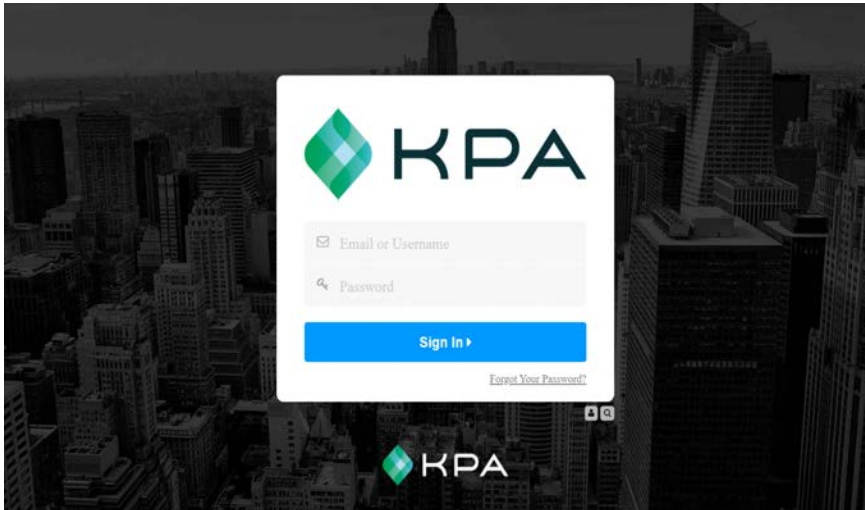 KPA
Email or Username
Password
Sign In
Forgot Your Password?
KPA